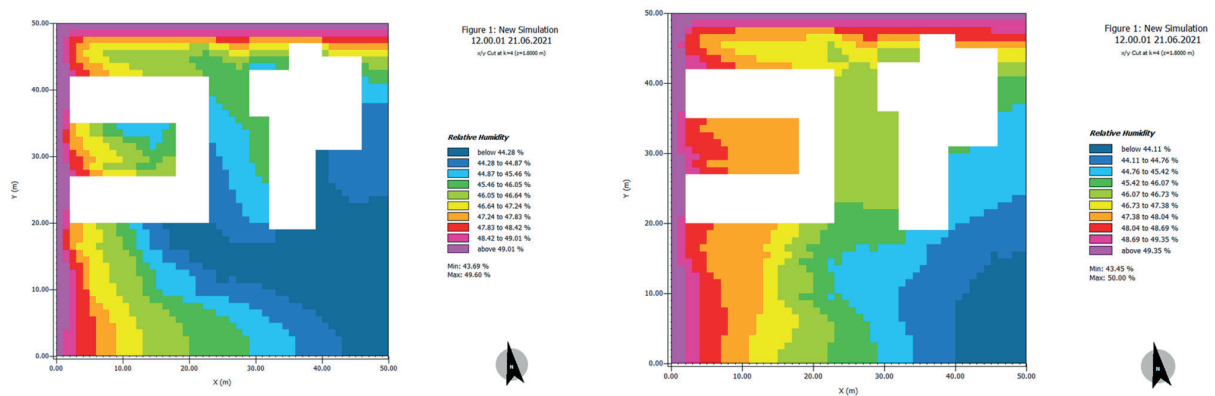 Figure 1: New Simulation
12.00.01 21.06.2021
x/y Cut at k=4 (z=1.8000 m)
50.00
40.00
30.00
20.00
10.00
0.00
Y (m)
0.00 10.00 20.00 30.00 40.00 50.00
X (m)
Relative Humidity
below 44.28 %
44.28 to 44.87 %
44.87 to 45.46 %
45.46 to 46.05 %
46.05 to 46.64 %
46.64 to 47.24 %
47.24 to 47.83 %
47.83 to 48.42 %
48.42 to 49.01 %
above 49.01 %
Min: 43.69 %
Max: 49.60 %
N
Figure 1: New Simulation
12.00.01 21.06.2021
x/y Cut at k=4 (z=1.8000 m)
50.00
40.00
30.00
20.00
10.00
0.00
Y (m)
0.00 10.00 20.00 30.00 40.00 50.00
X (m)
Relative Humidity
below 44.11 %
44.11 to 44.76 %
44.76 to 45.42 %
45.42 to 46.07 %
46.07 to 46.73 %
46.73 to 47.38 %
47.38 to 48.04 %
48.04 to 48.69 %
48.69 to 49.35 %
above 49.35 %
Min: 43.45 %
Max: 50.00 %
N